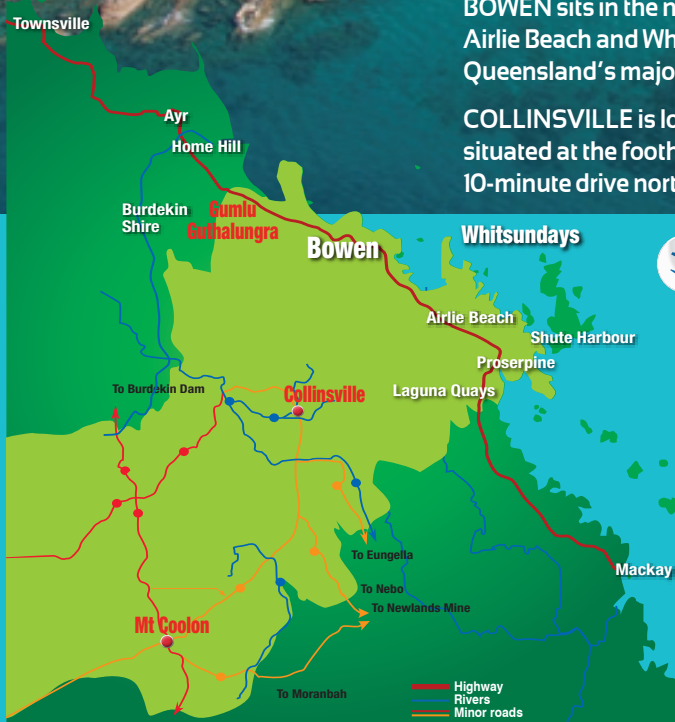 BOWEN sits in the n
Airlie Beach and Wh
Queensland's major
COLLINSVILLE is lo
situated at the footh
10-minute drive nort
Townsville
Ayr
Home Hill
Burdekin
Shire
Gumlu
Guthalungra
Bowen
Whitsundays
Airlie Beach
Shute Harbour
Proserpine
To Burdekin Dam
Collinsville
Laguna Quays
To Eungella
Mackay
To Nebo
To Newlands Mine
Mt Coolon
To Moranbah
Highway
Rivers
Minor roads